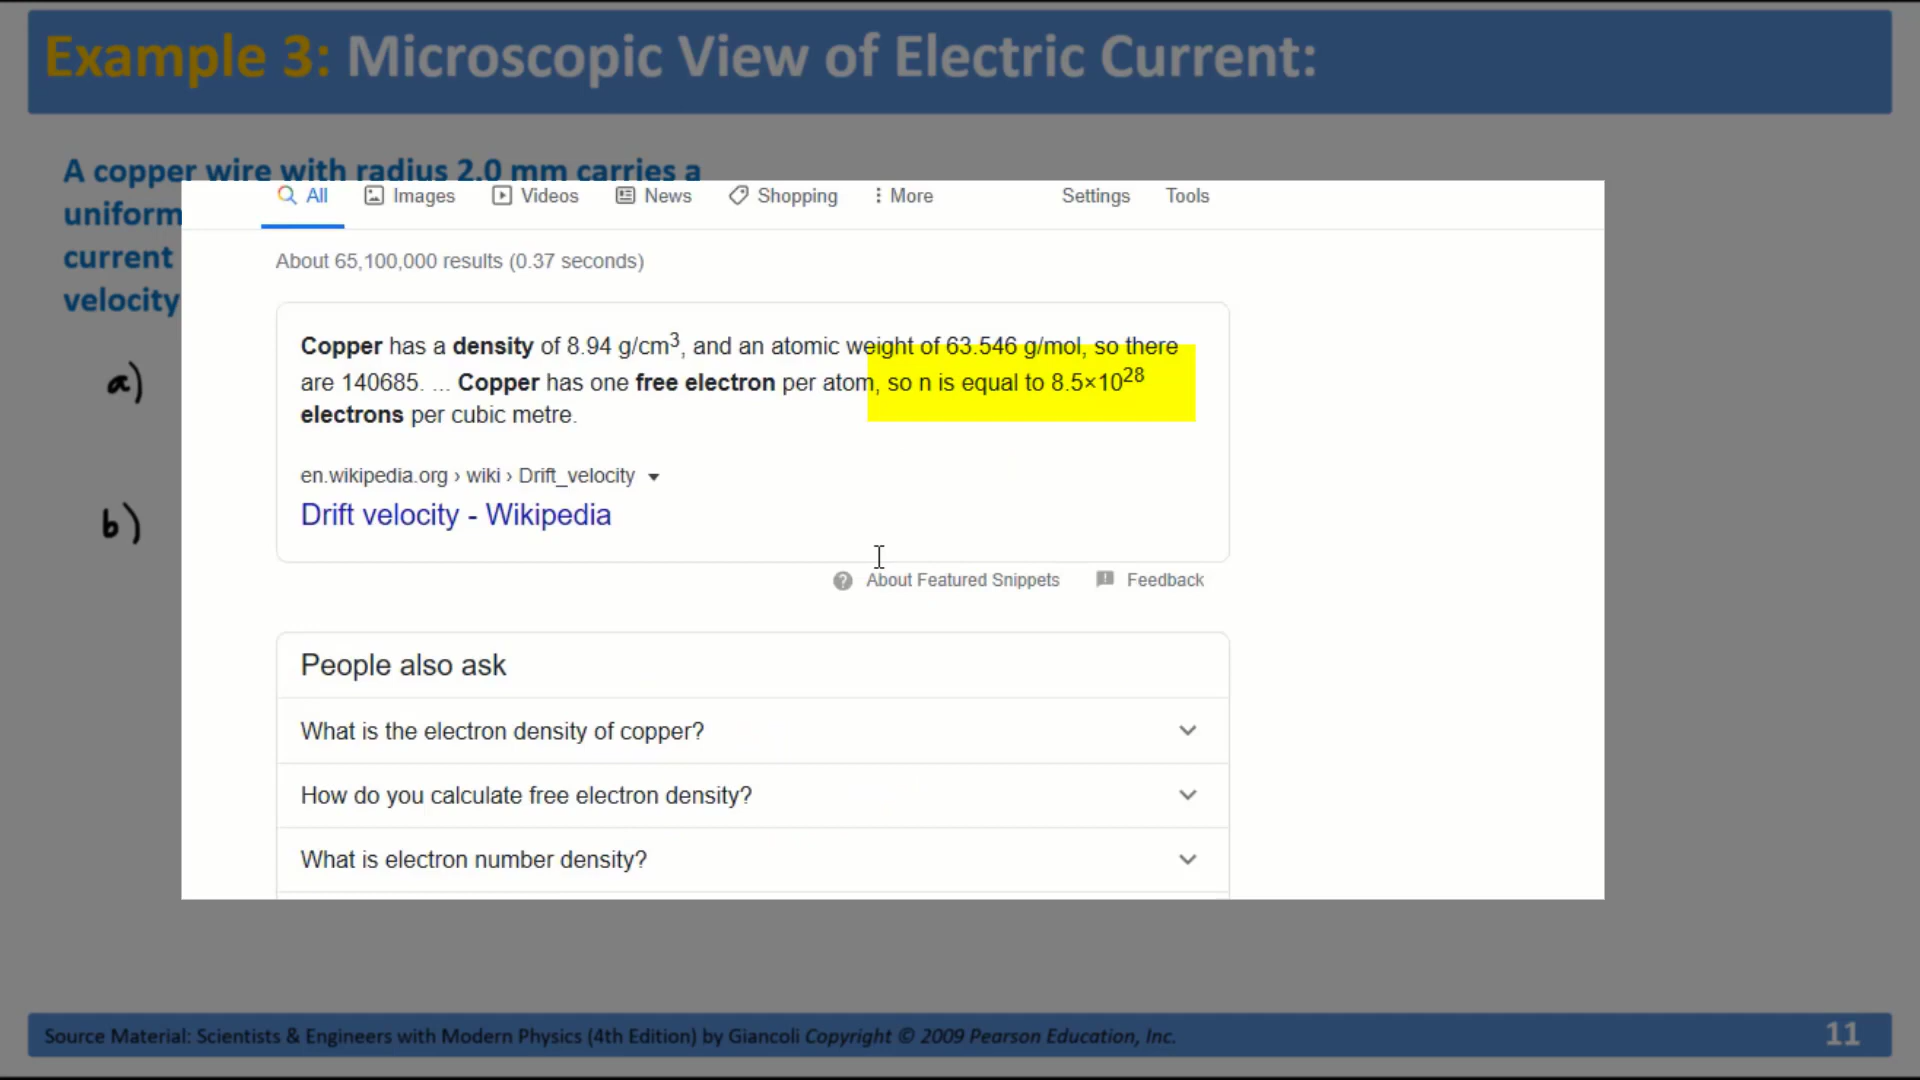 Example 3: Microscopic View of Electric Current:
A copper wire with radius 2.0 mm carries a
uniform
current
velocity
a)
b)
All Images Videos News Shopping More Settings Tools
About 65,100,000 results (0.37 seconds)
Copper has a density of 8.94 g/cm³, and an atomic weight of 63.546 g/mol, so there
are 140685. ... Copper has one free electron per atom, so n is equal to 8.5×10²⁸
electrons per cubic metre.
en.wikipedia.org › wiki › Drift_velocity
Drift velocity - Wikipedia
About Featured Snippets Feedback
People also ask
What is the electron density of copper?
How do you calculate free electron density?
What is electron number density?
Source Material: Scientists & Engineers with Modern Physics (4th Edition) by Giancoli Copyright © 2009 Pearson Education, Inc.
11